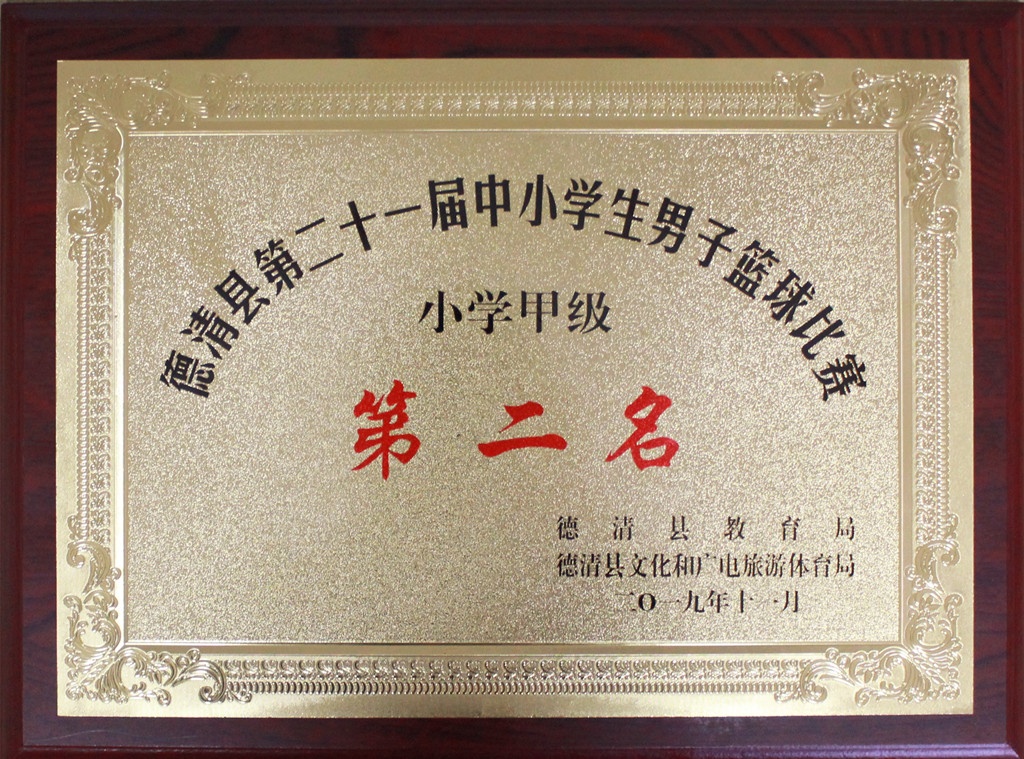 德清县第二十一届中小学生男子篮球比赛
小学甲级
第二名
德清县教育局
德清县文化和广电旅游体育局
二〇一九年十一月